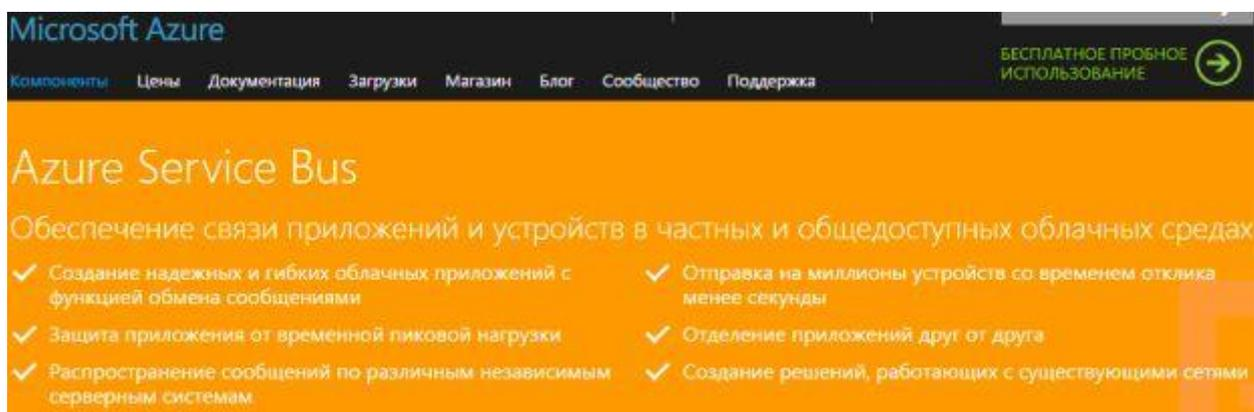 Microsoft Azure
БЕСПЛАТНОЕ ПРОБНОЕ
ИСПОЛЬЗОВАНИЕ
Компоненты Цены Документация Загрузки Магазин Блог Сообщество Поддержка
Azure Service Bus
Обеспечение связи приложений и устройств в частных и общедоступных облачных средах
Создание надежных и гибких облачных приложений с
функцией обмена сообщениями
Защита приложения от временной пиковой нагрузки
Распространение сообщений по различным независимым
серверным системам
Отправка на миллионы устройств со временем отклика
менее секунды
Отделение приложений друг от друга
Создание решений, работающих с существующими сетями